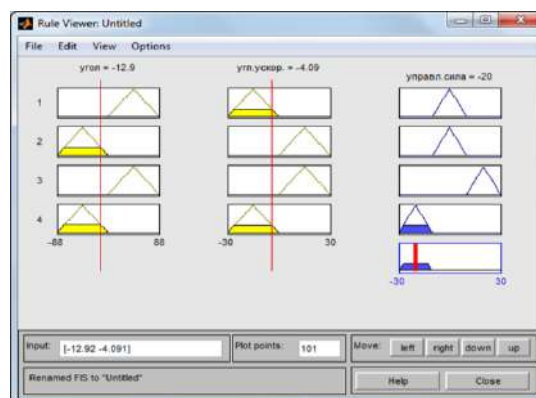 Rule Viewer: Untitled
File Edit View Options
угол = -12.9
угл.ускор. = -4.09
управл.сила = -20
1
2
3
4
-88 88
-30 30
-30 30
Input: [-12.92 -4.091]
Plot points: 101
Move: left right down up
Renamed FIS to "Untitled"
Help Close